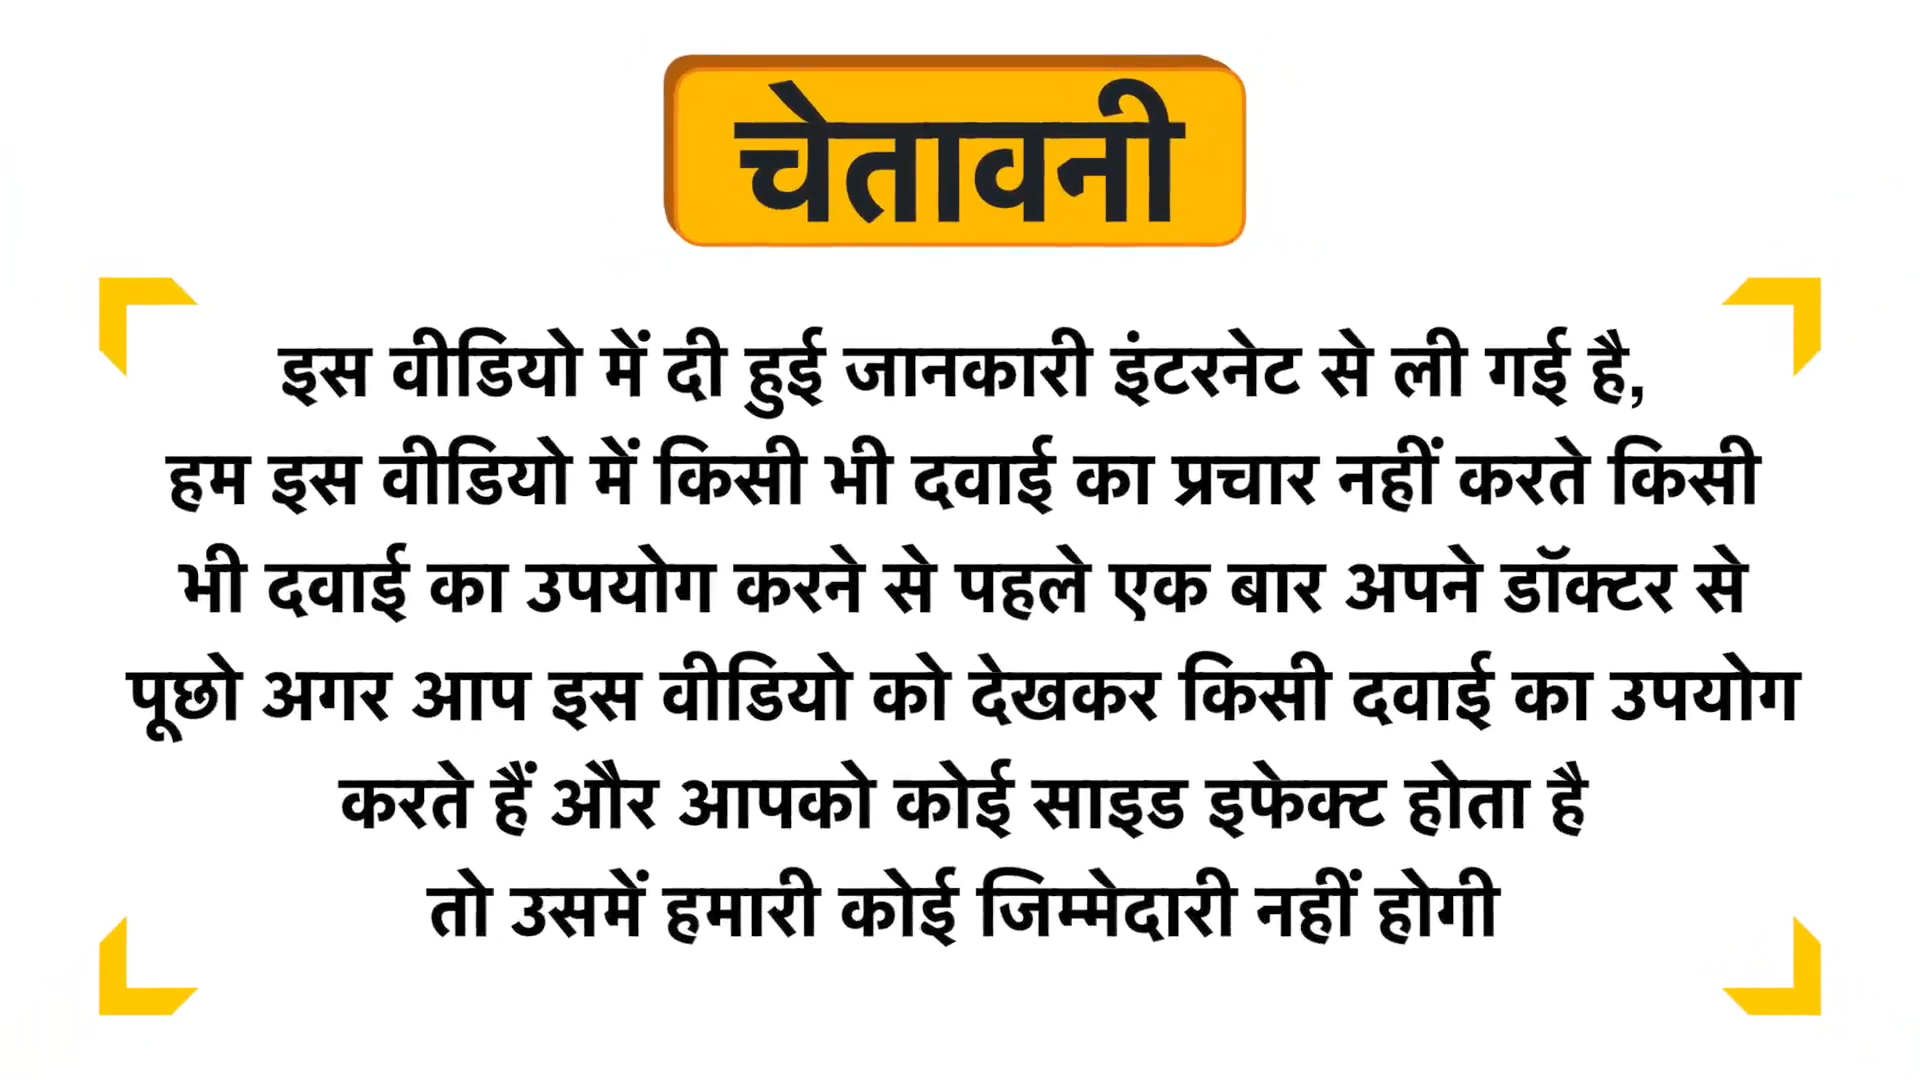 चेतावनी
इस वीडियो में दी हुई जानकारी इंटरनेट से ली गई है,
हम इस वीडियो में किसी भी दवाई का प्रचार नहीं करते किसी
भी दवाई का उपयोग करने से पहले एक बार अपने डॉक्टर से
पूछो अगर आप इस वीडियो को देखकर किसी दवाई का उपयोग
करते हैं और आपको कोई साइड इफेक्ट होता है
तो उसमें हमारी कोई जिम्मेदारी नहीं होगी